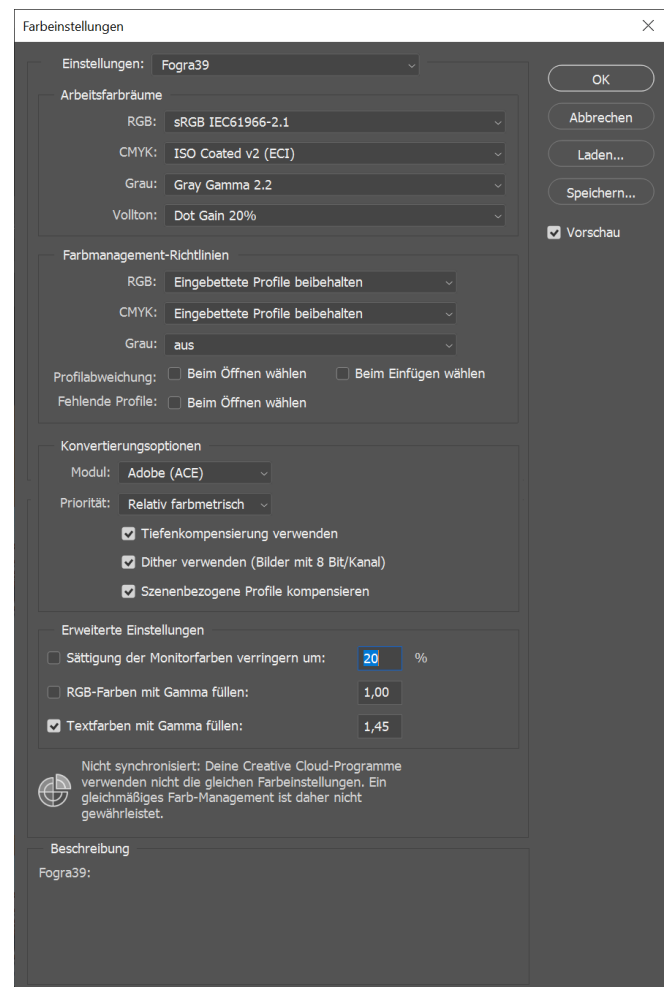 Farbeinstellungen
Einstellungen: Fogra39
OK
Arbeitsfarbräume
RGB: sRGB IEC61966-2.1
Abbrechen
CMYK: ISO Coated v2 (ECI)
Laden...
Grau: Gray Gamma 2.2
Speichern...
Vollton: Dot Gain 20%
Vorschau
Farbmanagement-Richtlinien
RGB: Eingebettete Profile beibehalten
CMYK: Eingebettete Profile beibehalten
Grau: aus
Profilabweichung: Beim Öffnen wählen Beim Einfügen wählen
Fehlende Profile: Beim Öffnen wählen
Konvertierungsoptionen
Modul: Adobe (ACE)
Priorität: Relativ farbmetrisch
Tiefenkompensierung verwenden
Dither verwenden (Bilder mit 8 Bit/Kanal)
Szenenbezogene Profile kompensieren
Erweiterte Einstellungen
Sättigung der Monitorfarben verringern um: 20 %
RGB-Farben mit Gamma füllen: 1,00
Textfarben mit Gamma füllen: 1,45
Nicht synchronisiert: Deine Creative Cloud-Programme
verwenden nicht die gleichen Farbeinstellungen. Ein
gleichmäßiges Farb-Management ist daher nicht
gewährleistet.
Beschreibung
Fogra39: